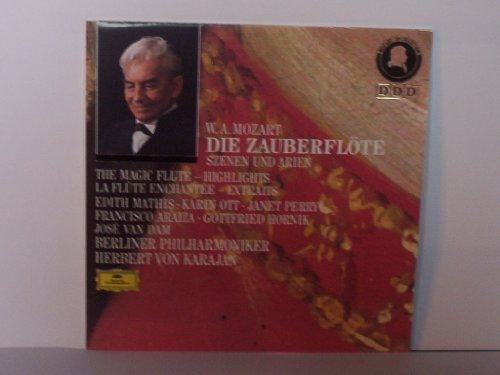 DDD
W. A. MOZART
DIE ZAUBERFLÖTE
SZENEN UND ARIEN
THE MAGIC FLUTE – HIGHLIGHTS
LA FLÛTE ENCHANTÉE – EXTRAITS
EDITH MATHIS · KARIN OTT · JANET PERRY
FRANCISCO ARAIZA · GOTTFRIED HORNIK
JOSÉ VAN DAM
BERLINER PHILHARMONIKER
HERBERT VON KARAJAN